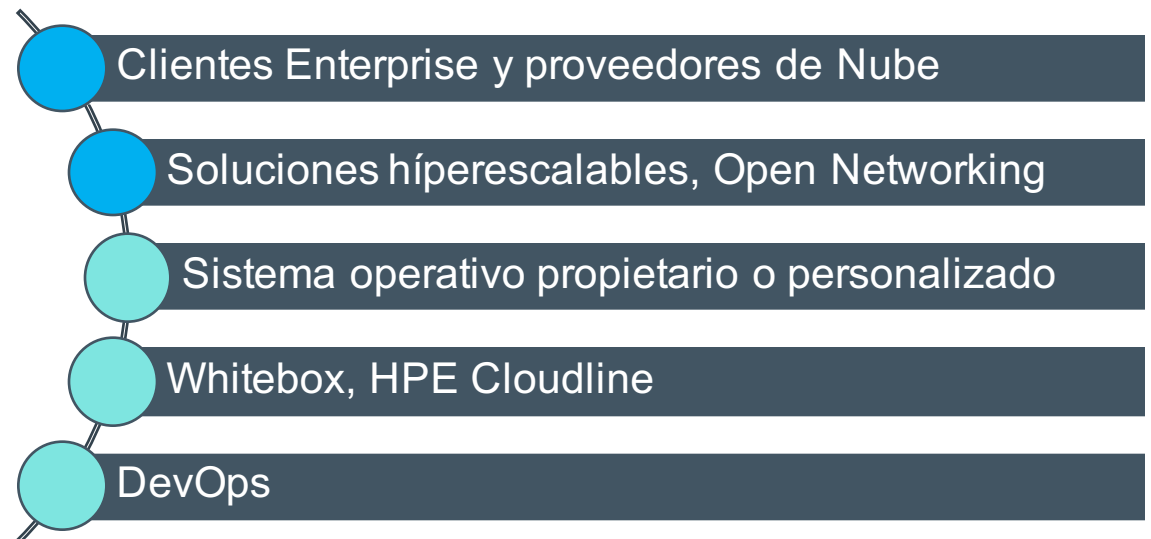 Clientes Enterprise y proveedores de Nube
Soluciones híperescalables, Open Networking
Sistema operativo propietario o personalizado
Whitebox, HPE Cloudline
DevOps